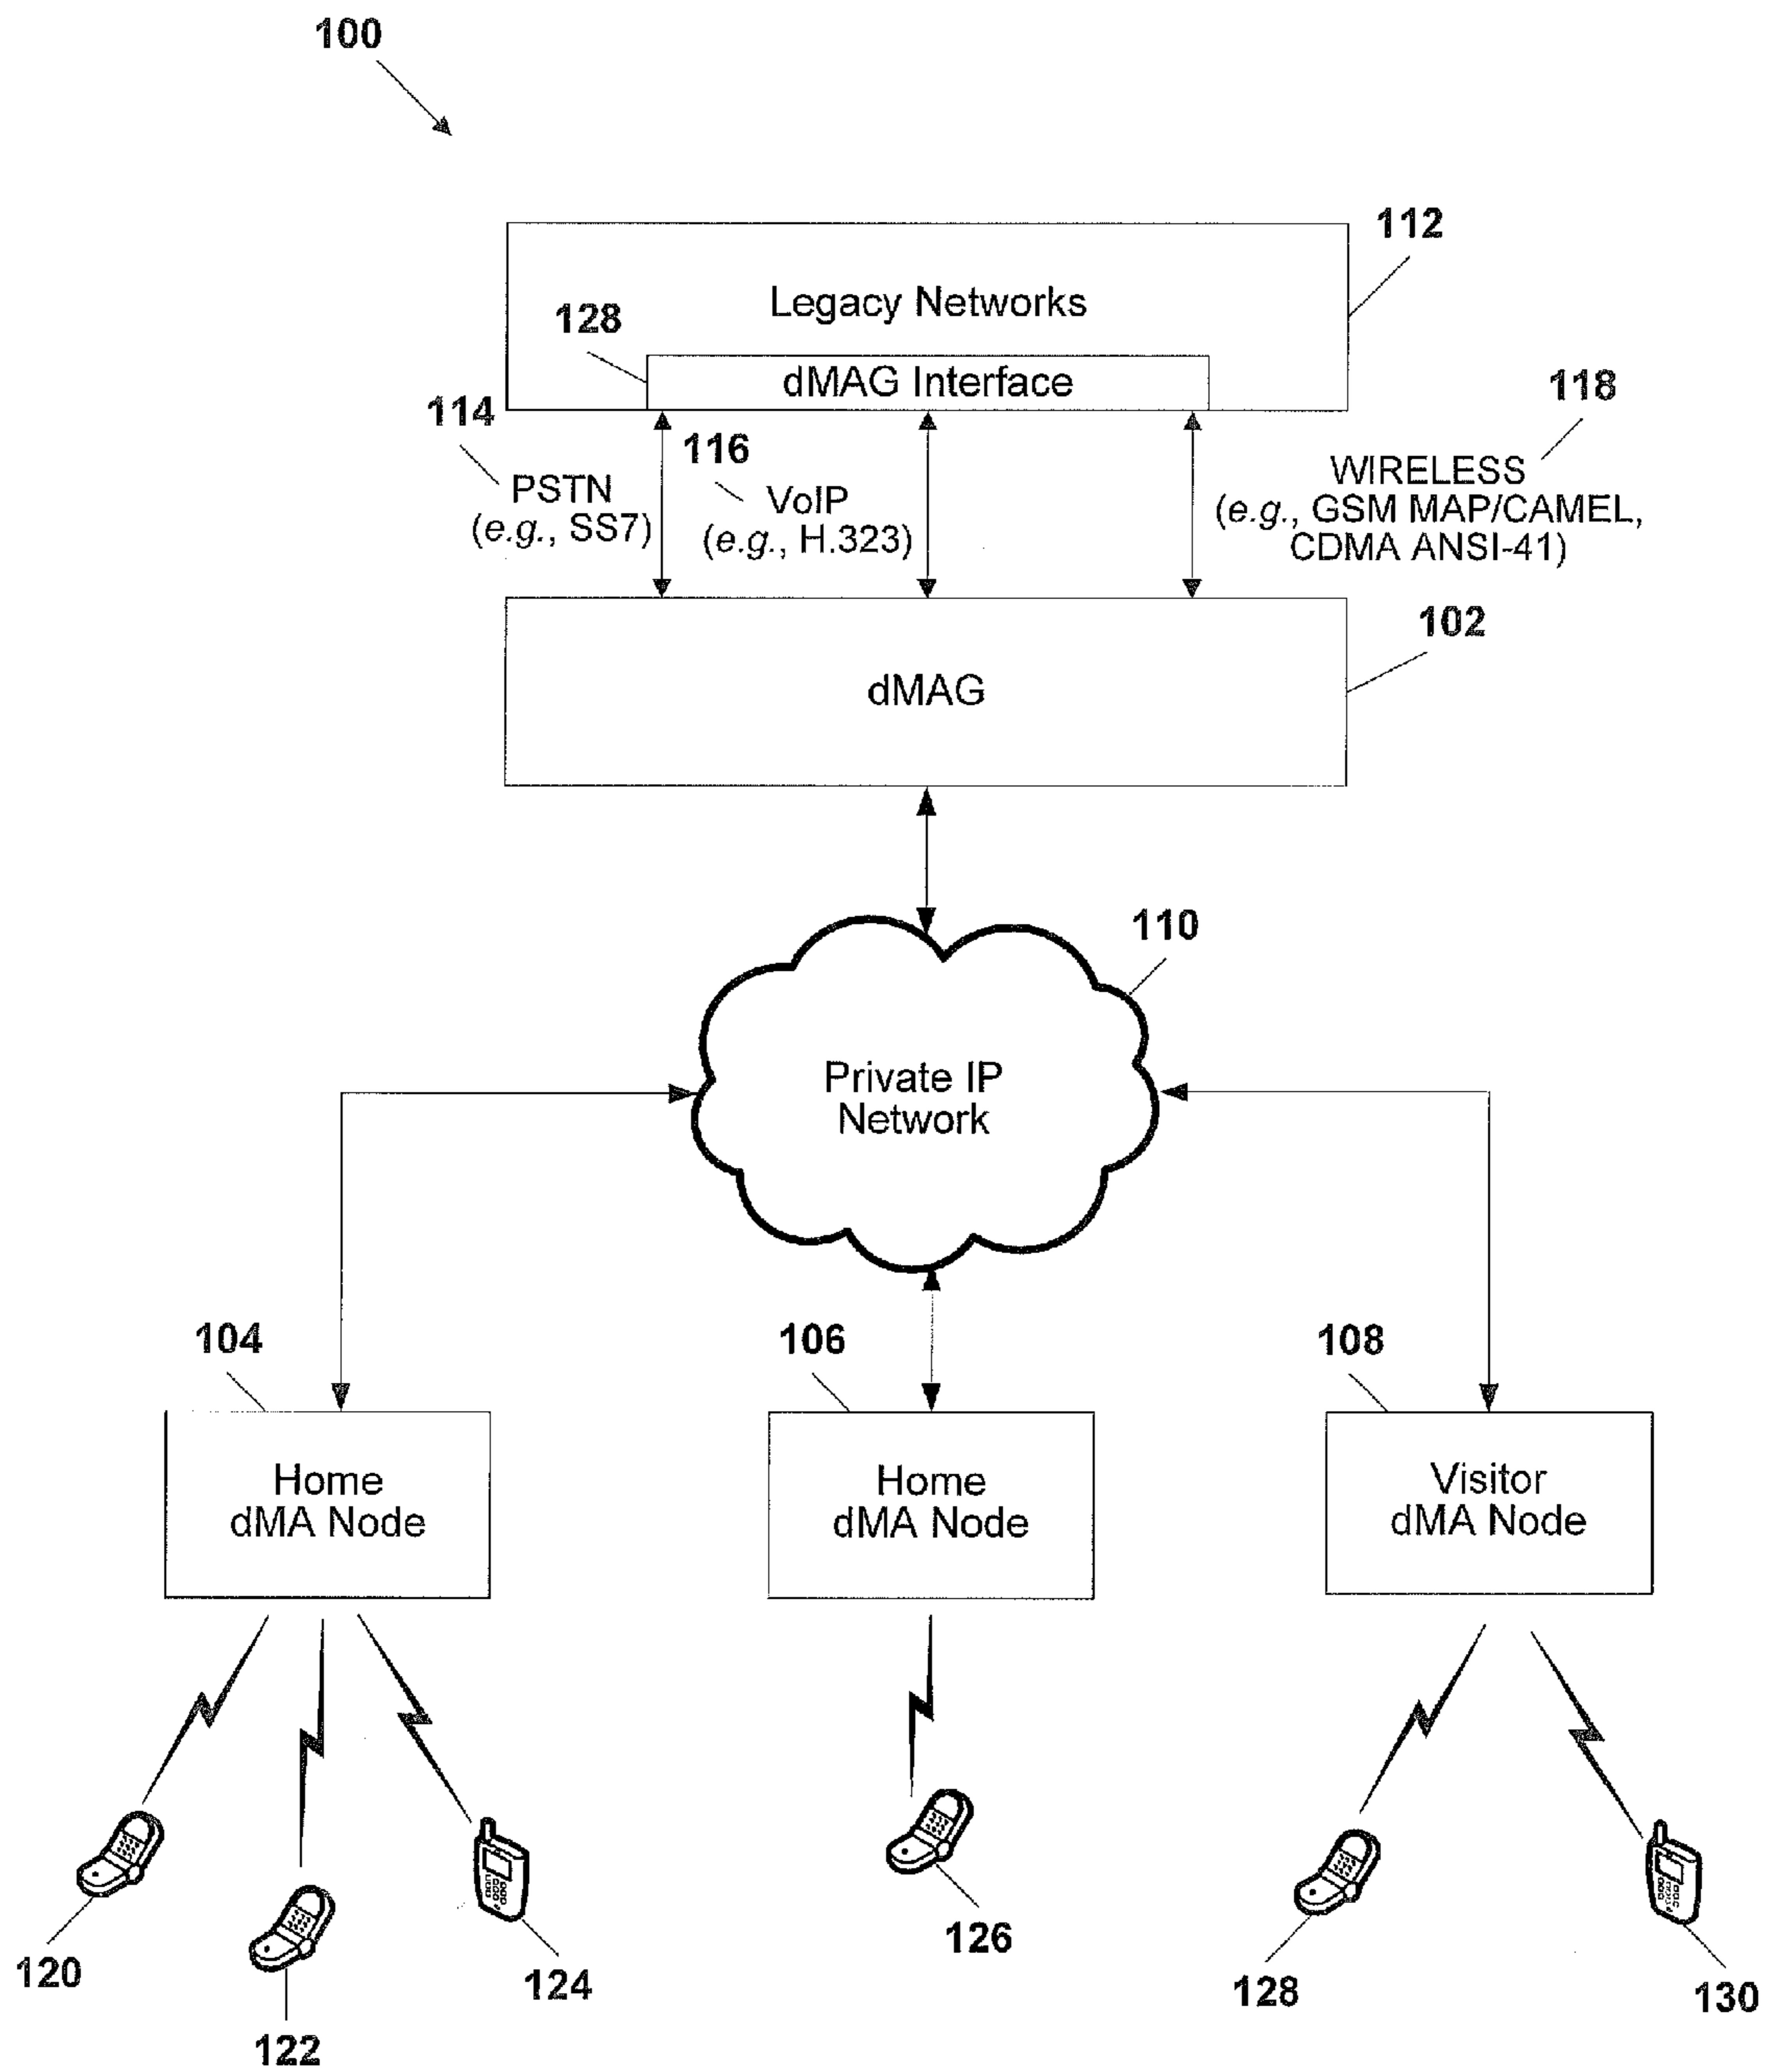 100
112
Legacy Networks
128
dMAG Interface
118
114
116
WIRELESS
(e.g., GSM MAP/CAMEL,
CDMA ANSI-41)
PSTN
(e.g., SS7)
VoIP
(e.g., H.323)
102
dMAG
110
Private IP
Network
104
106
108
Home
dMA Node
Home
dMA Node
Visitor
dMA Node
120
122
124
126
128
130